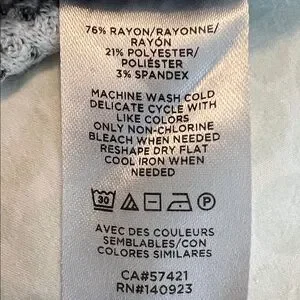 76% RAYON/RAYONNE/
RAYÓN
21% POLYESTER/
POLIÉSTER
3% SPANDEX
MACHINE WASH COLD
DELICATE CYCLE WITH
LIKE COLORS
ONLY NON-CHLORINE
BLEACH WHEN NEEDED
RESHAPE DRY FLAT
COOL IRON WHEN
NEEDED
30 P
AVEC DES COULEURS
SEMBLABLES/CON
COLORES SIMILARES
CA#57421
RN#140923